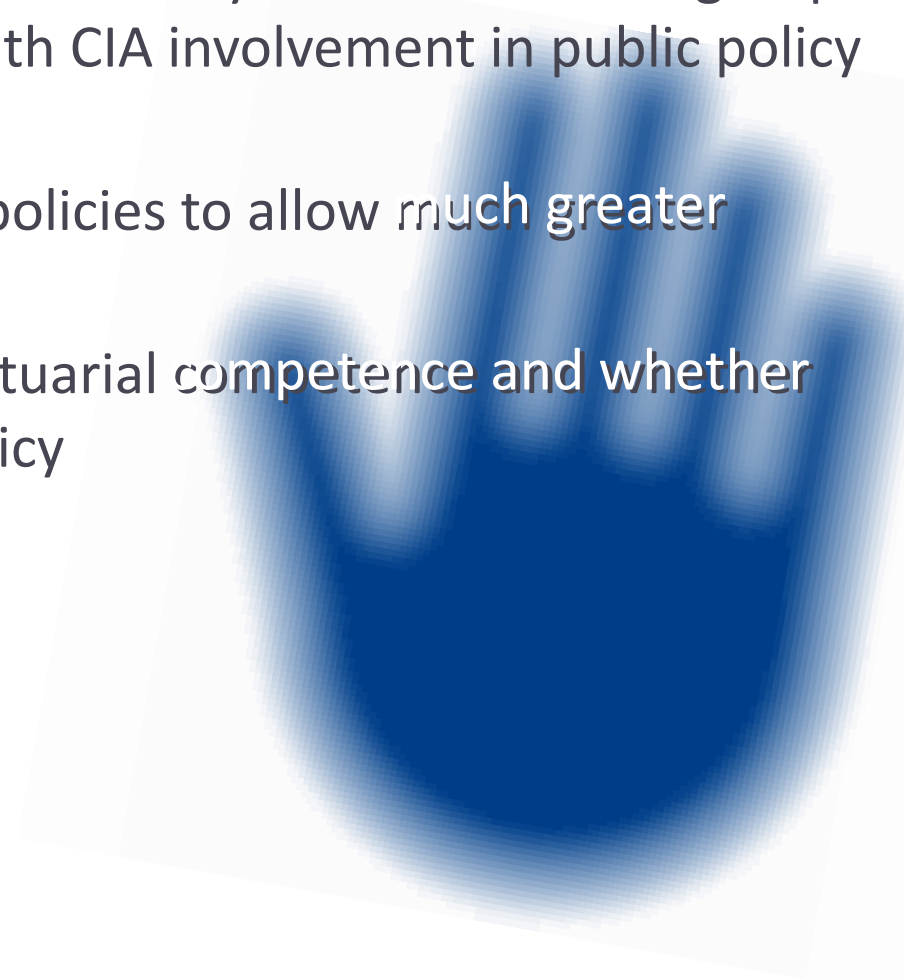 th CIA involvement in public policy
policies to allow much greater
tuarial competence and whether
icy